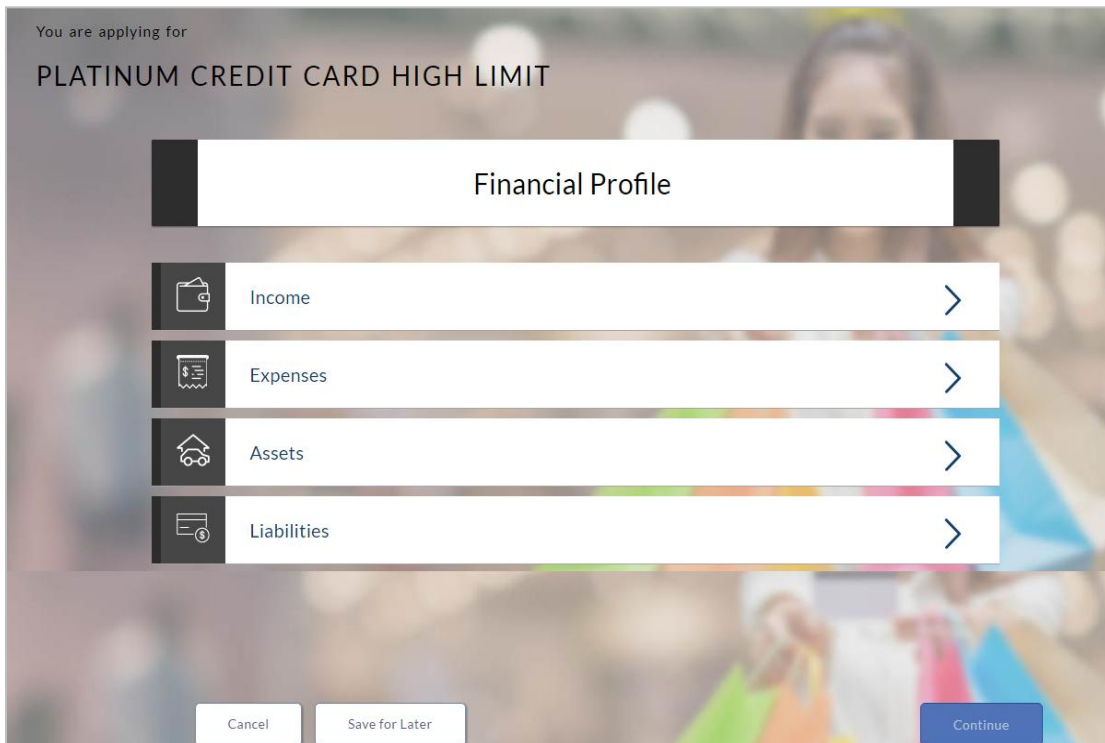 You are applying for
PLATINUM CREDIT CARD HIGH LIMIT
Financial Profile
Income
Expenses
Assets
Liabilities
Cancel
Save for Later
Continue